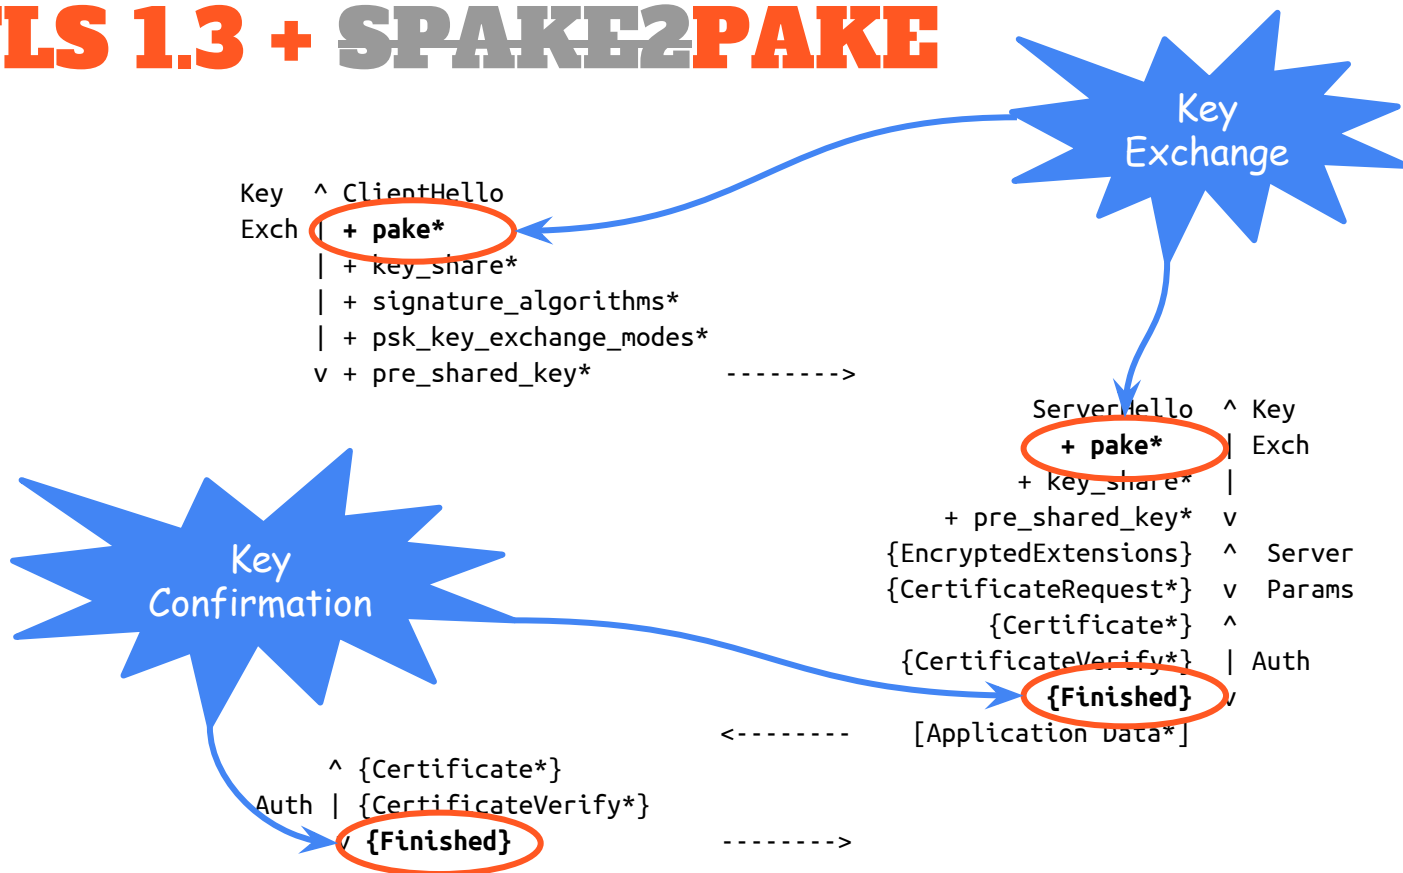 LS 1.3 + SPAKE2PAKE
Key
Exchange
Key ^ ClientHello
Exch | + pake*
| + key_share*
| + signature_algorithms*
| + psk_key_exchange_modes*
v + pre_shared_key* -------->
ServerHello ^ Key
+ pake* | Exch
+ key_share* |
+ pre_shared_key* v
{EncryptedExtensions} ^ Server
{CertificateRequest*} v Params
{Certificate*} ^
{CertificateVerify*} | Auth
{Finished} v
<-------- [Application Data*]
Key
Confirmation
^ {Certificate*}
Auth | {CertificateVerify*}
v {Finished} -------->